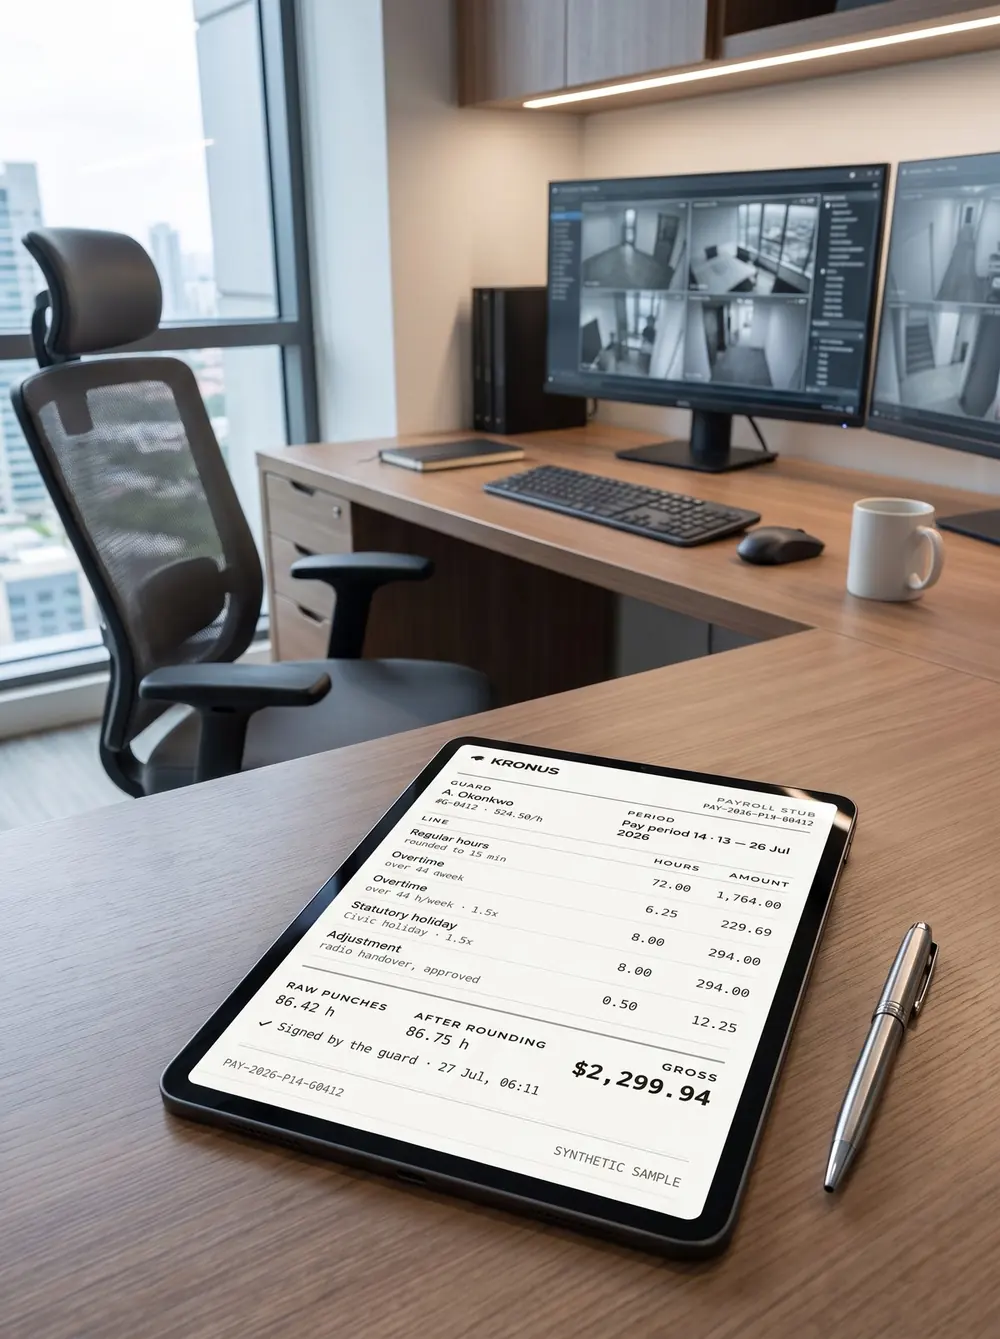 KRONUS
PAYROLL STUB
PAY-2026-P14-G0412
GUARD
A. Okonkwo
#G-0412 · $24.50/h
PERIOD
Pay period 14 · 13 — 26 Jul
2026
LINE
HOURS
AMOUNT
Regular hours
rounded to 15 min
72.00
1,764.00
Overtime
over 44 dweek
6.25
229.69
Overtime
over 44 h/week · 1.5x
8.00
294.00
Statutory holiday
Civic holiday · 1.5x
8.00
294.00
Adjustment
radio handover, approved
0.50
12.25
RAW PUNCHES
86.42 h
AFTER ROUNDING
86.75 h
GROSS
$2,299.94
✓ Signed by the guard · 27 Jul, 06:11
PAY-2026-P14-G0412
SYNTHETIC SAMPLE